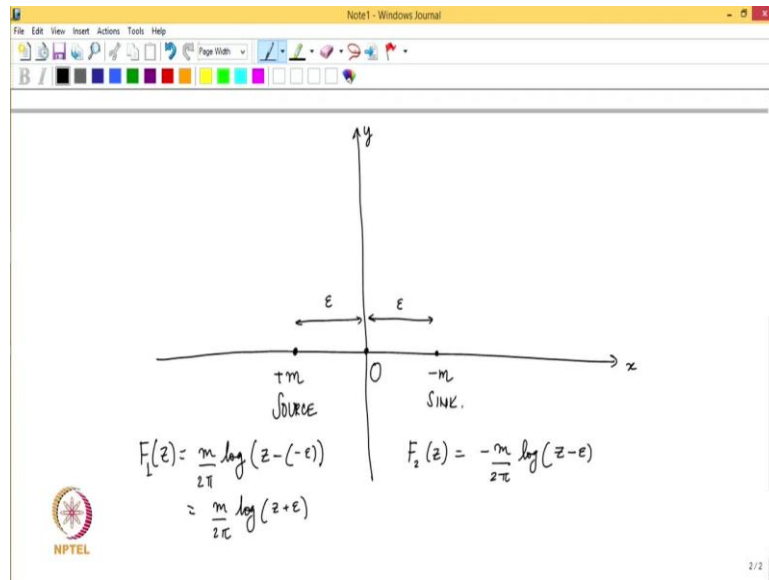 Note1 - Windows Journal
File Edit View Insert Actions Tools Help
Page Width
B I
y
ε ε
x
+m O -m
SOURCE SINK.
F₁(z) = m/2π log(z-(-ε)) F₂(z) = -m/2π log(z-ε)
= m/2π log(z+ε)
NPTEL
2/2